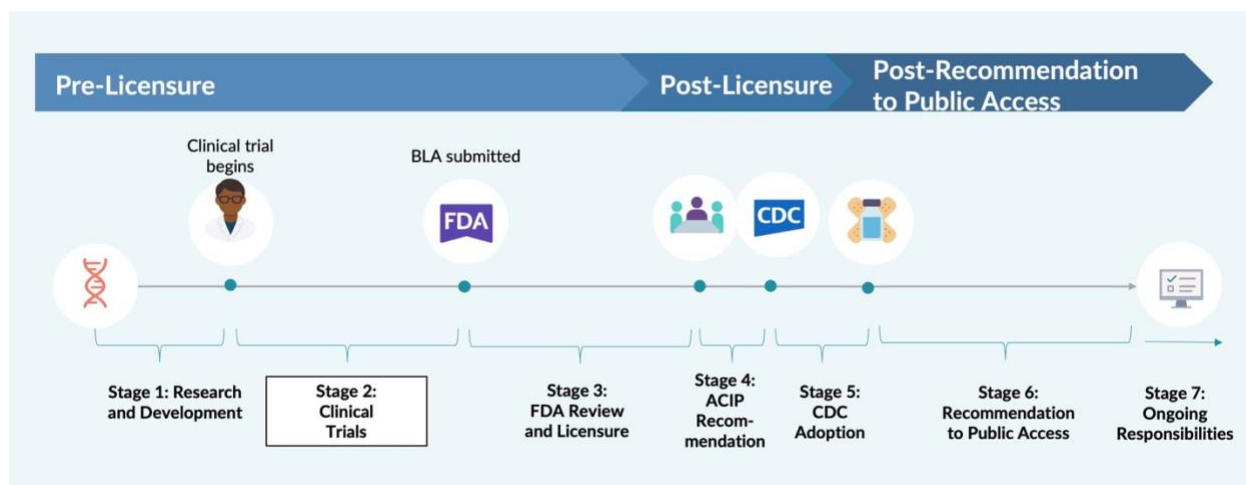 Pre-Licensure
Post-Licensure
Post-Recommendation
to Public Access
Clinical trial
begins
BLA submitted
FDA
CDC
Stage 1: Research
and Development
Stage 2:
Clinical
Trials
Stage 3:
FDA Review
and Licensure
Stage 4:
ACIP
Recom-
mendation
Stage 5:
CDC
Adoption
Stage 6:
Recommendation
to Public Access
Stage 7:
Ongoing
Responsibilities